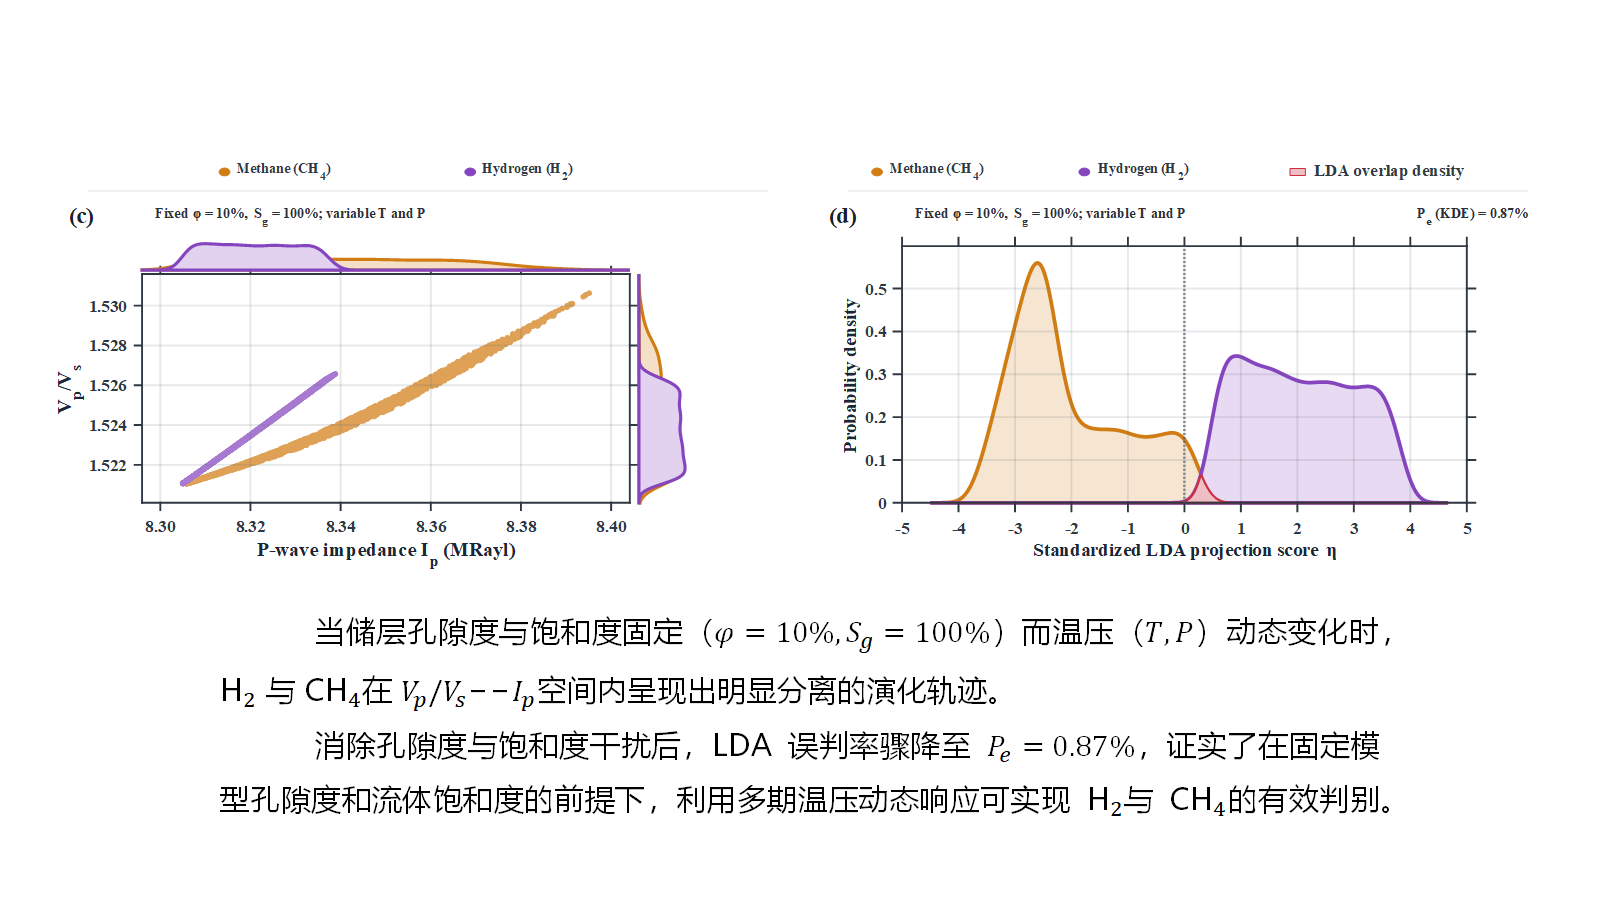 Methane (CH4)
Hydrogen (H2)
(c)
Fixed φ = 10%, Sg = 100%; variable T and P
1.530
1.528
1.526
1.524
1.522
Vp/Vs
8.30 8.32 8.34 8.36 8.38 8.40
P-wave impedance Ip (MRayl)
Methane (CH4)
Hydrogen (H2)
LDA overlap density
(d)
Fixed φ = 10%, Sg = 100%; variable T and P
Pe (KDE) = 0.87%
0.5
0.4
0.3
0.2
0.1
0
Probability density
-5 -4 -3 -2 -1 0 1 2 3 4 5
Standardized LDA projection score η
当储层孔隙度与饱和度固定（φ = 10%, Sg = 100%）而温压（T, P）动态变化时，
H2 与 CH4在 Vp/Vs−−Ip空间内呈现出明显分离的演化轨迹。
消除孔隙度与饱和度干扰后，LDA 误判率骤降至 Pe = 0.87%，证实了在固定模
型孔隙度和流体饱和度的前提下，利用多期温压动态响应可实现 H2与 CH4的有效判别。